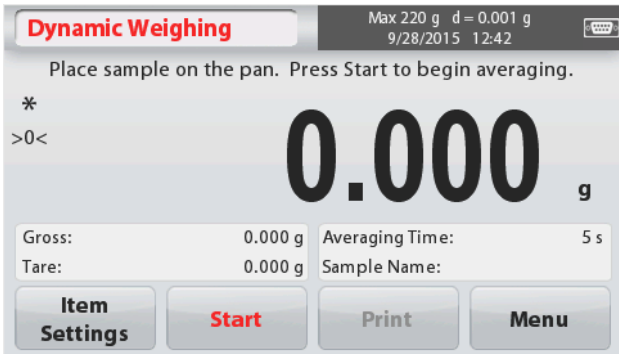 Dynamic Weighing
Max 220 g d = 0.001 g
9/28/2015 12:42
Place sample on the pan. Press Start to begin averaging.
*
>0<
0.000 g
Gross: 0.000 g
Tare: 0.000 g
Averaging Time: 5 s
Sample Name:
Item
Settings
Start
Print
Menu